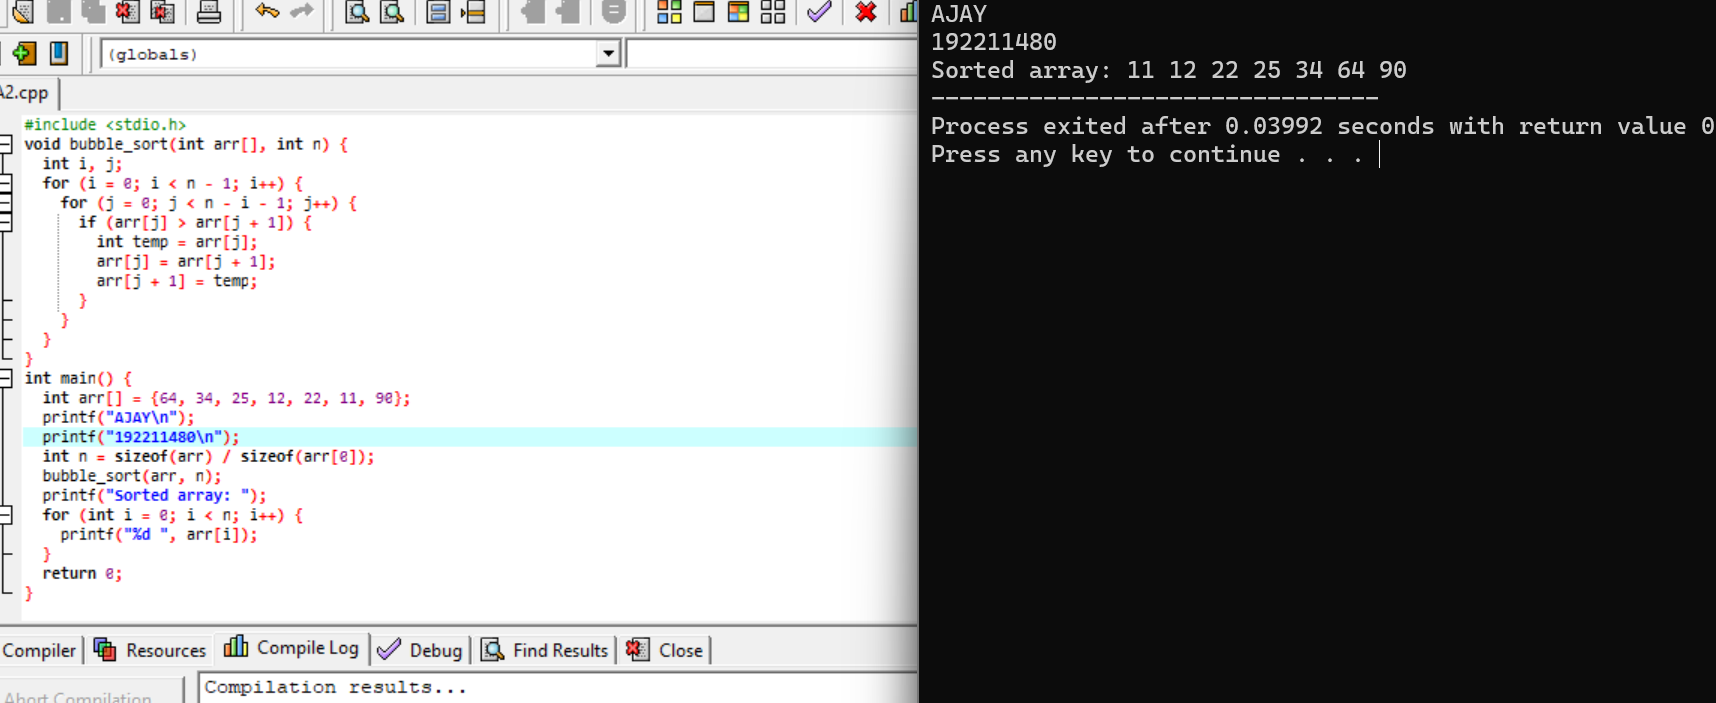 (globals)
A2.cpp
#include <stdio.h>
void bubble_sort(int arr[], int n) {
  int i, j;
  for (i = 0; i < n - 1; i++) {
    for (j = 0; j < n - i - 1; j++) {
      if (arr[j] > arr[j + 1]) {
        int temp = arr[j];
        arr[j] = arr[j + 1];
        arr[j + 1] = temp;
      }
    }
  }
}
int main() {
  int arr[] = {64, 34, 25, 12, 22, 11, 90};
  printf("AJAY\n");
  printf("192211480\n");
  int n = sizeof(arr) / sizeof(arr[0]);
  bubble_sort(arr, n);
  printf("Sorted array: ");
  for (int i = 0; i < n; i++) {
    printf("%d ", arr[i]);
  }
  return 0;
}
Compiler Resources Compile Log Debug Find Results Close
Abort Compilation
Compilation results...
AJAY
192211480
Sorted array: 11 12 22 25 34 64 90
--------------------------------
Process exited after 0.03992 seconds with return value 0
Press any key to continue . . .